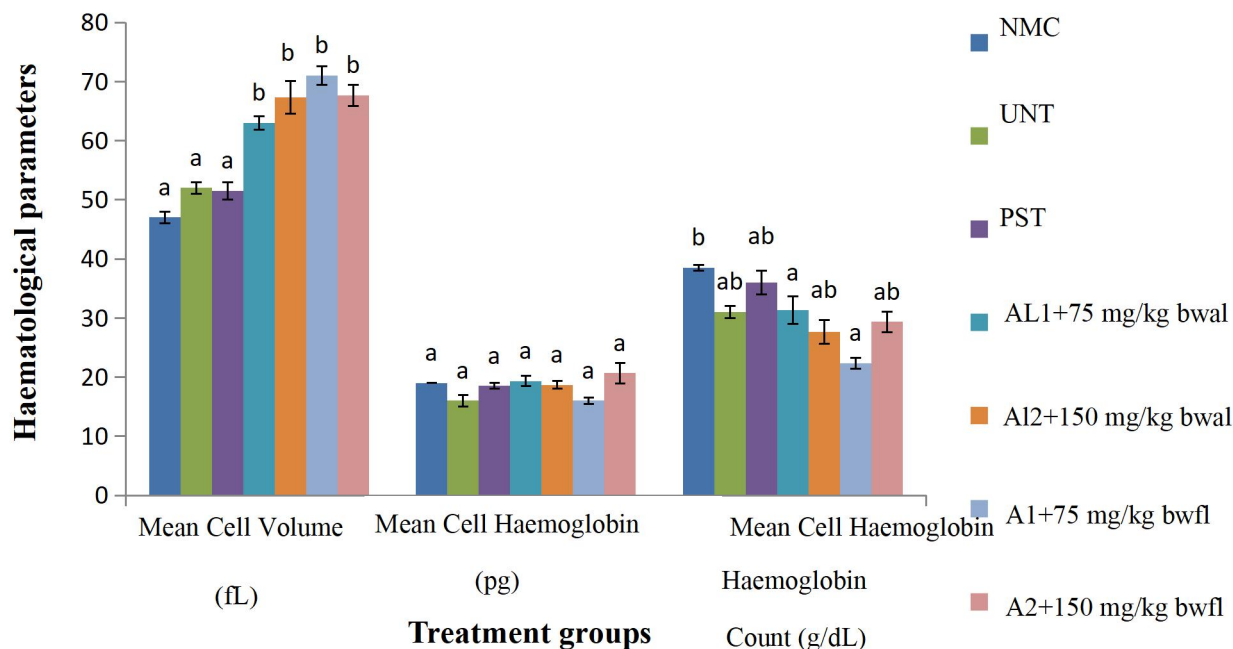 Haematological parameters
80
70
60
50
40
30
20
10
0
a
a
a
b
b
b
b
a
a
a
a
a
a
a
b
ab
ab
a
ab
a
ab
Mean Cell Volume
(fL)
Mean Cell Haemoglobin
(pg)
Mean Cell Haemoglobin
Haemoglobin
Count (g/dL)
Treatment groups
NMC
UNT
PST
AL1+75 mg/kg bwal
Al2+150 mg/kg bwal
A1+75 mg/kg bwfl
A2+150 mg/kg bwfl